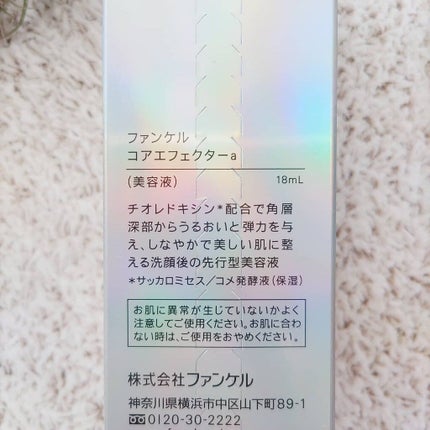 ファンケル
コアエフェクターa
(美容液) 18mL
チオレドキシン*配合で角層
深部からうるおいと弾力を与
え、しなやかで美しい肌に整
える洗顔後の先行型美容液
*サッカロミセス/コメ発酵液(保湿)
お肌に異常が生じていないかよく
注意してご使用ください。お肌に合わ
ない時は、ご使用をおやめください。
株式会社ファンケル
神奈川県横浜市中区山下町89-1
0120-30-2222